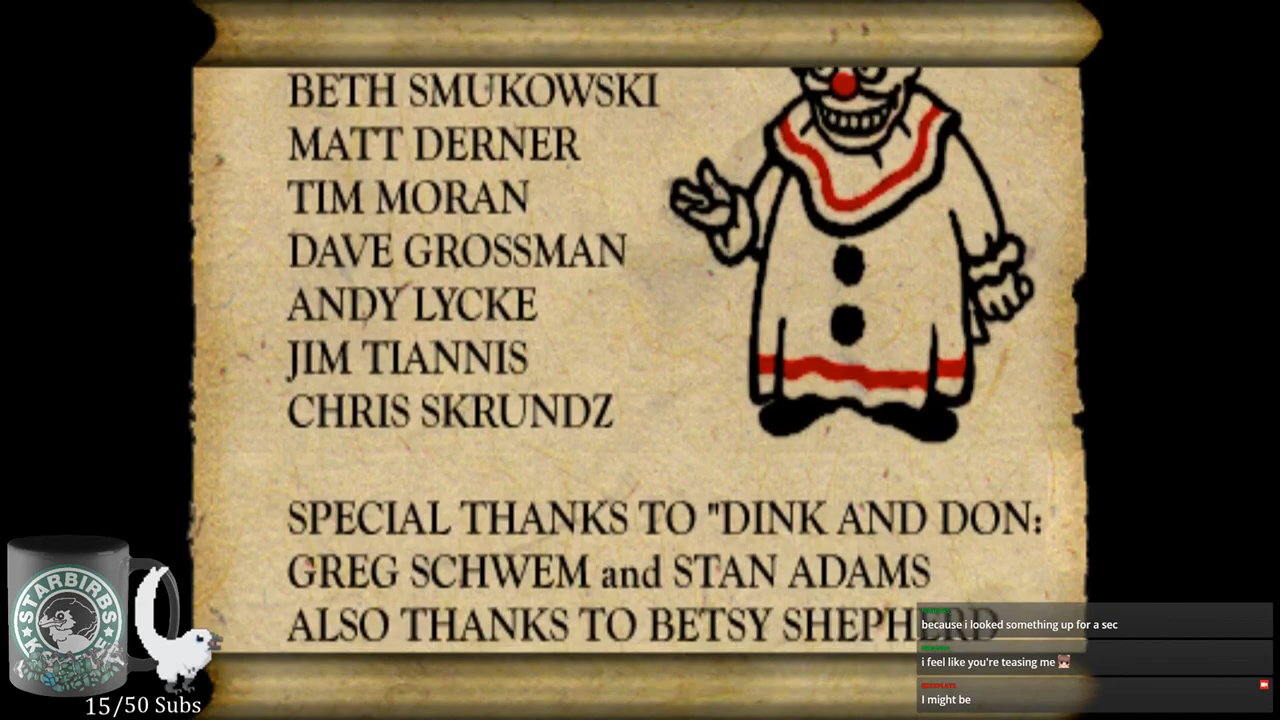 BETH SMUKOWSKI
MATT DERNER
TIM MORAN
DAVE GROSSMAN
ANDY LYCKE
JIM TIANNIS
CHRIS SKRUNDZ
SPECIAL THANKS TO "DINK AND DON:
GREG SCHWEM and STAN ADAMS
ALSO THANKS TO BETSY SHEPHERD
STARBIRBS
15/50 Subs
because i looked something up for a sec
i feel like you're teasing me
I might be